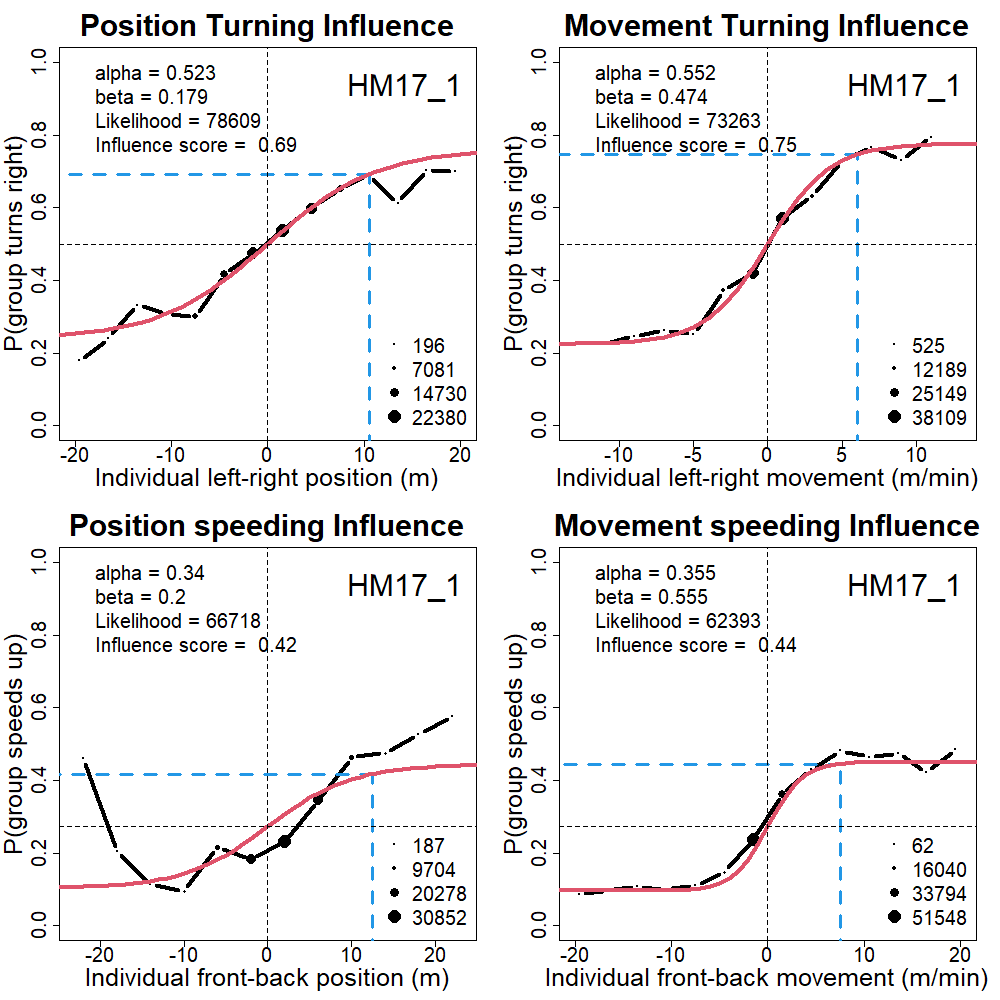 Position Turning Influence
alpha = 0.523
beta = 0.179
Likelihood = 78609
Influence score = 0.69
HM17_1
P(group turns right)
0.0 0.2 0.4 0.6 0.8 1.0
196
7081
14730
22380
-20 -10 0 10 20
Individual left-right position (m)
Movement Turning Influence
alpha = 0.552
beta = 0.474
Likelihood = 73263
Influence score = 0.75
HM17_1
P(group turns right)
0.0 0.2 0.4 0.6 0.8 1.0
525
12189
25149
38109
-10 -5 0 5 10
Individual left-right movement (m/min)
Position speeding Influence
alpha = 0.34
beta = 0.2
Likelihood = 66718
Influence score = 0.42
HM17_1
P(group speeds up)
0.0 0.2 0.4 0.6 0.8 1.0
187
9704
20278
30852
-20 -10 0 10 20
Individual front-back position (m)
Movement speeding Influence
alpha = 0.355
beta = 0.555
Likelihood = 62393
Influence score = 0.44
HM17_1
P(group speeds up)
0.0 0.2 0.4 0.6 0.8 1.0
62
16040
33794
51548
-20 -10 0 10 20
Individual front-back movement (m/min)